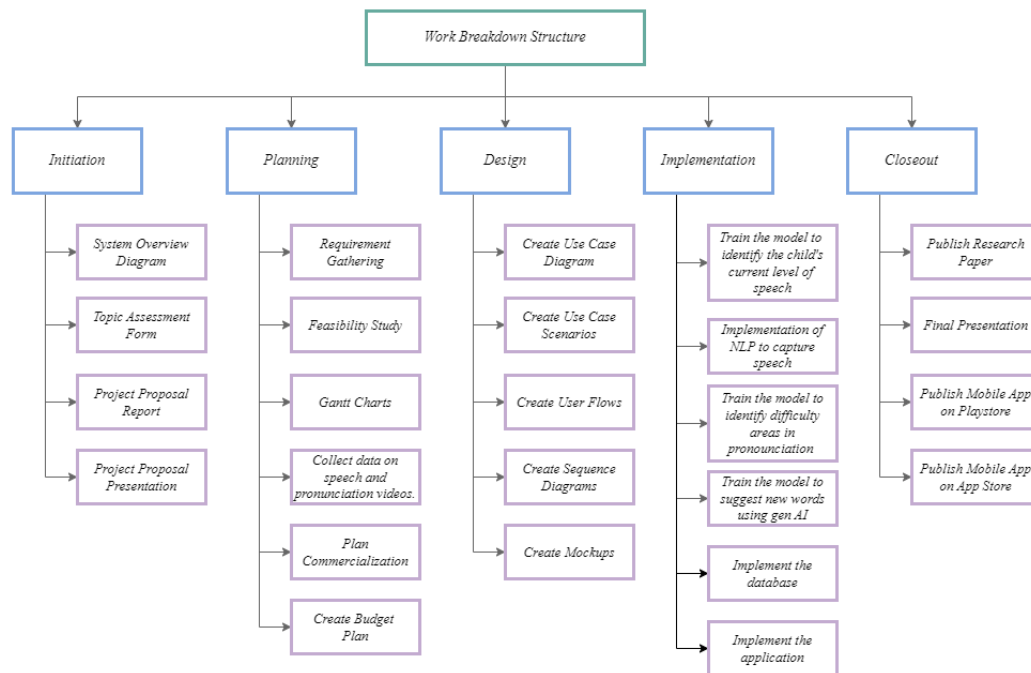 Work Breakdown Structure
Initiation
Planning
Design
Implementation
Closeout
System Overview
Diagram
Topic Assessment
Form
Project Proposal
Report
Project Proposal
Presentation
Requirement
Gathering
Feasibility Study
Gantt Charts
Collect data on
speech and
pronunciation videos.
Plan
Commercialization
Create Budget
Plan
Create Use Case
Diagram
Create Use Case
Scenarios
Create User Flows
Create Sequence
Diagrams
Create Mockups
Train the model to
identify the child's
current level of
speech
Implementation of
NLP to capture
speech
Train the model to
identify difficulty
areas in
pronounciation
Train the model to
suggest new words
using gen AI
Implement the
database
Implement the
application
Publish Research
Paper
Final Presentation
Publish Mobile App
on Playstore
Publish Mobile App
on App Store